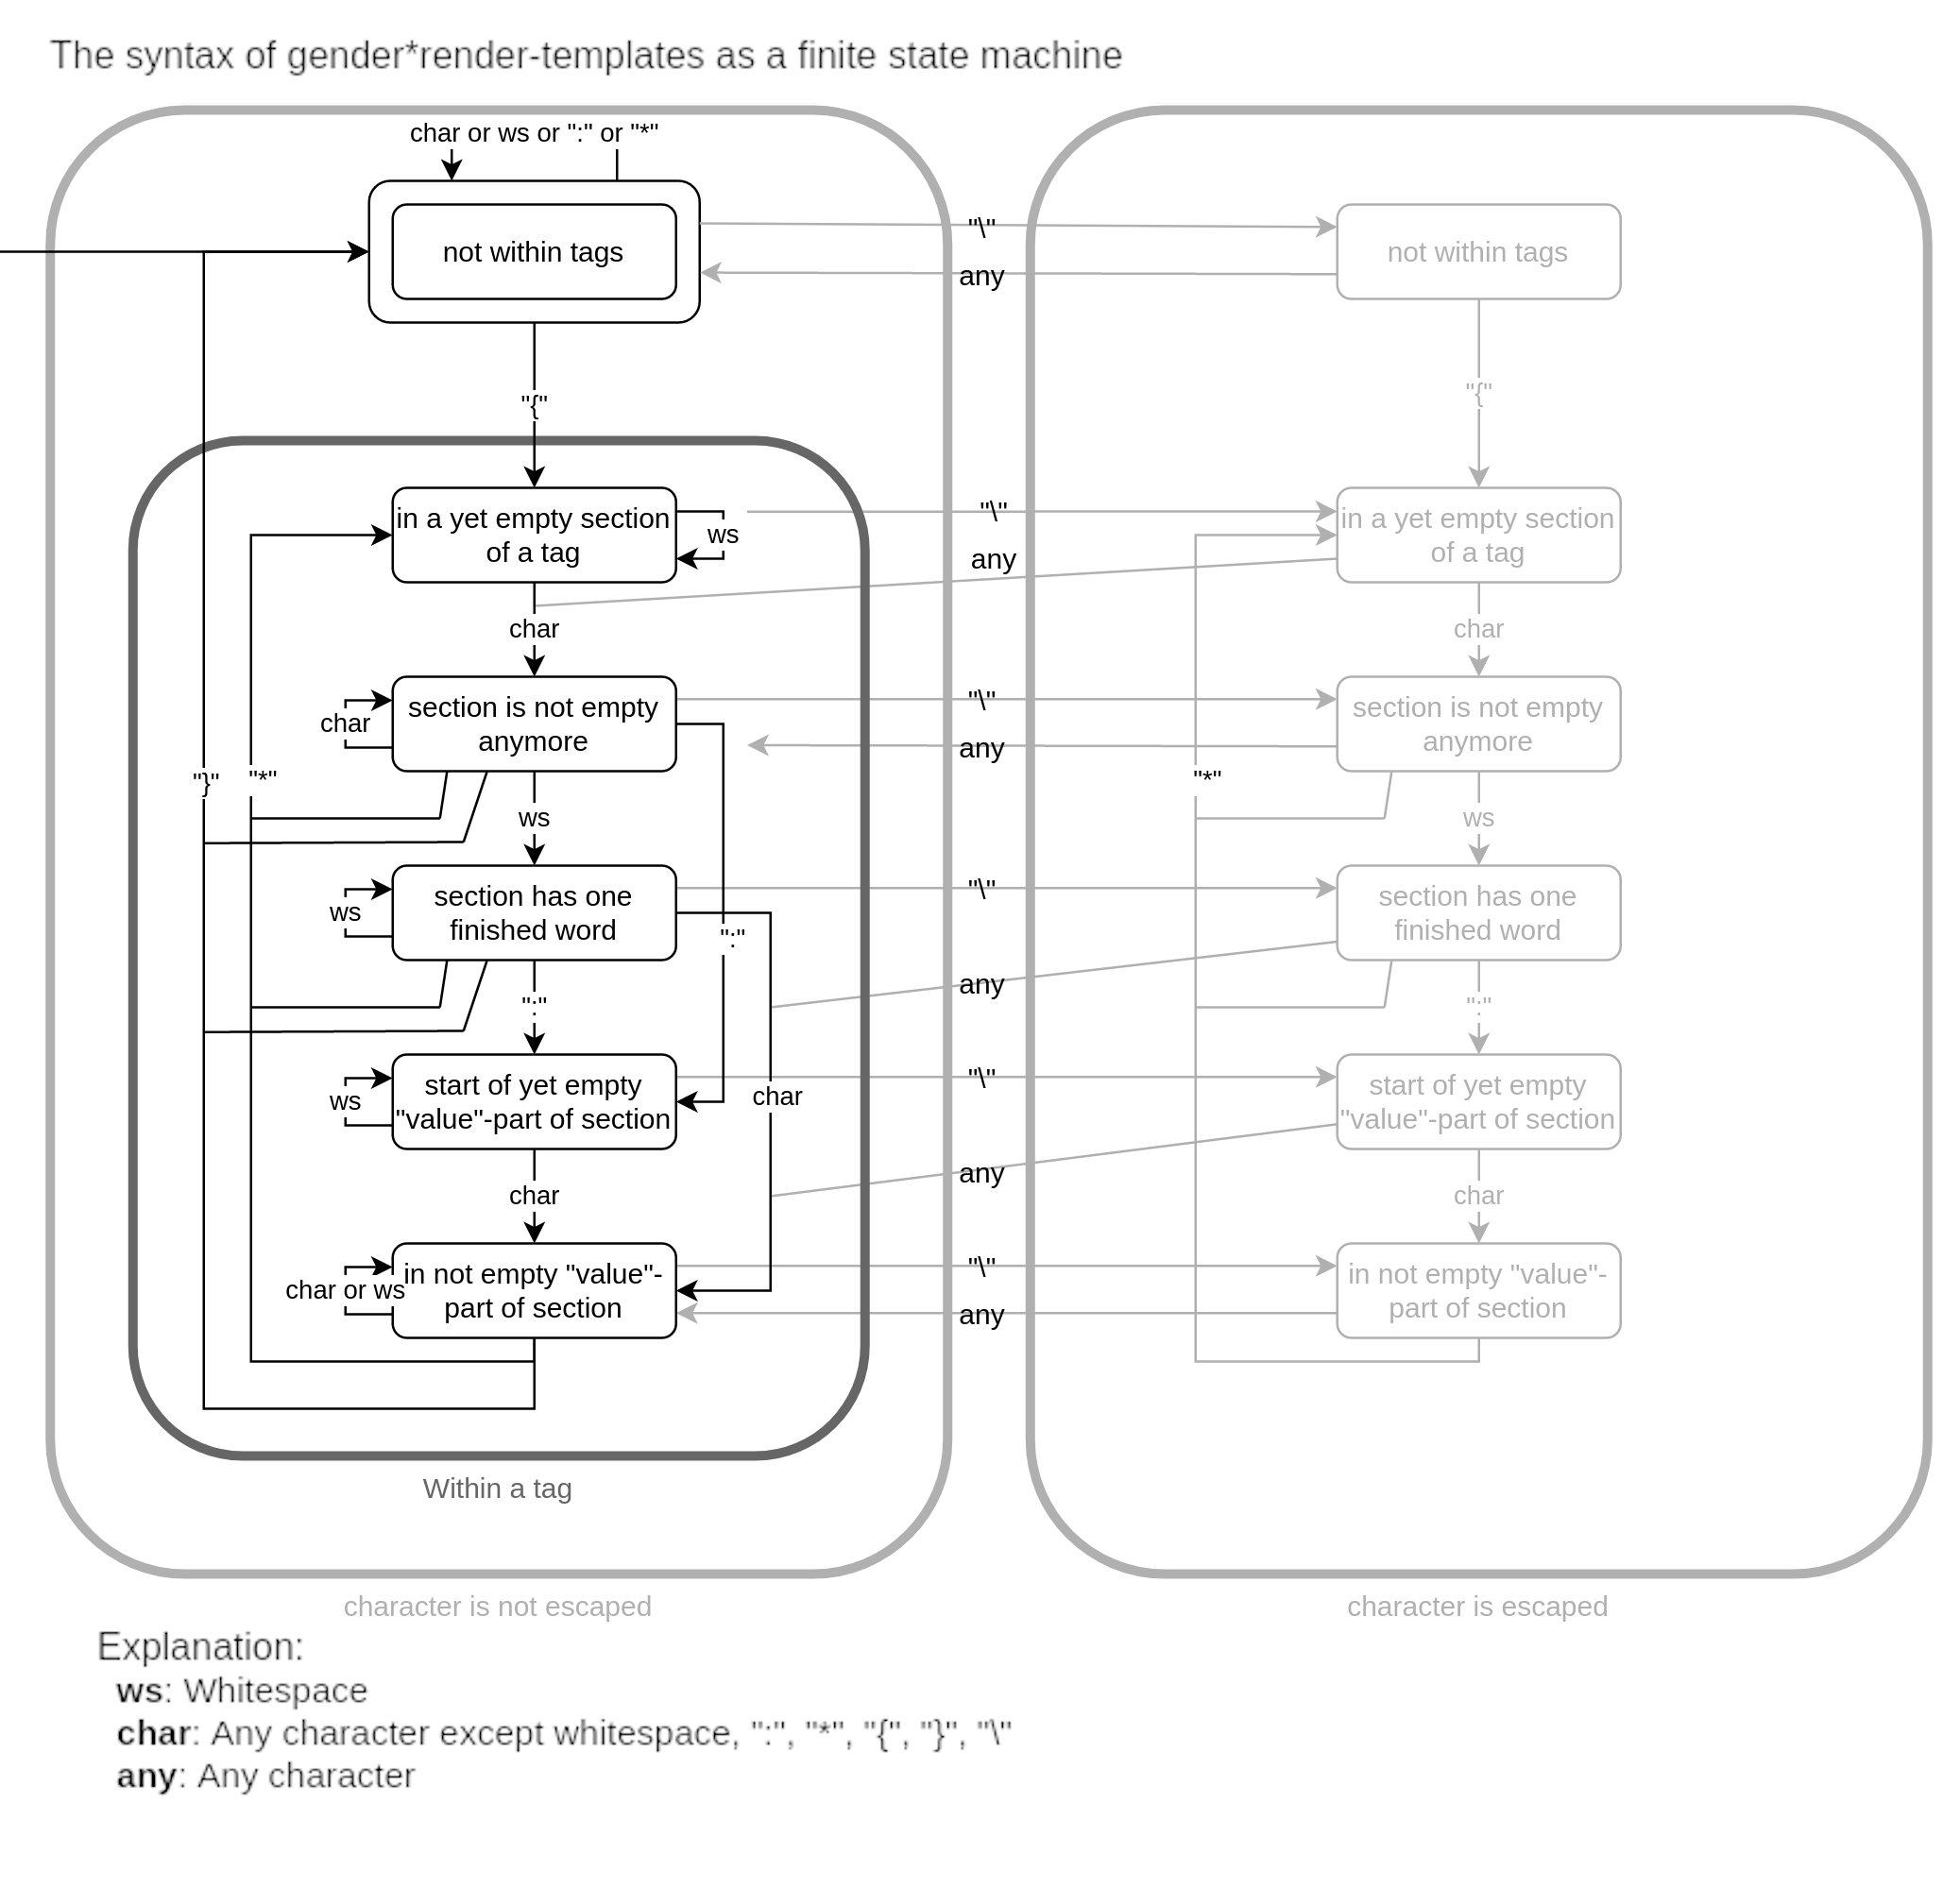 The syntax of gender*render-templates as a finite state machine
char or ws or ":" or "*"
not within tags
"\"
any
not within tags
"{"
"{"
in a yet empty section
of a tag
ws
"\"
any
in a yet empty section
of a tag
char
char
section is not empty
anymore
char
"\"
any
section is not empty
anymore
"}"
"*"
"*"
ws
ws
section has one
finished word
ws
"\"
":"
any
section has one
finished word
":"
":"
start of yet empty
"value"-part of section
ws
"\"
char
any
start of yet empty
"value"-part of section
char
char
in not empty "value"-
part of section
char or ws
"\"
any
in not empty "value"-
part of section
Within a tag
character is not escaped
character is escaped
Explanation:
ws: Whitespace
char: Any character except whitespace, ":", "*", "{", "}", "\"
any: Any character